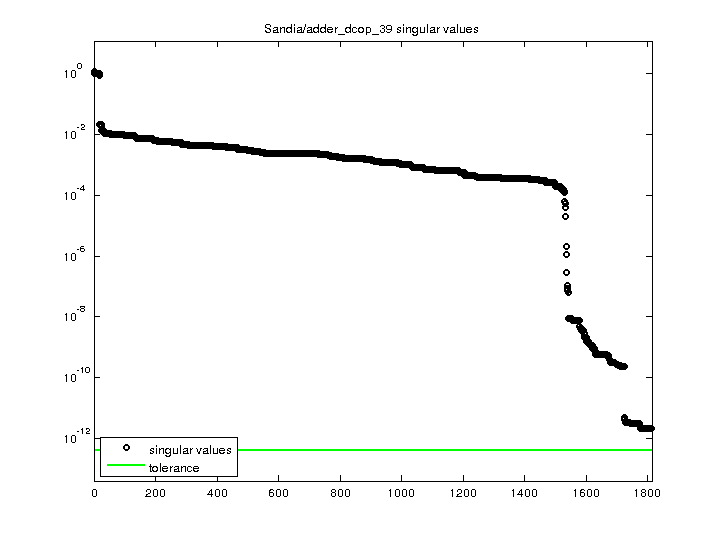 Sandia/adder_dcop_39 singular values
10^0
10^-2
10^-4
10^-6
10^-8
10^-10
10^-12
singular values
tolerance
0 200 400 600 800 1000 1200 1400 1600 1800